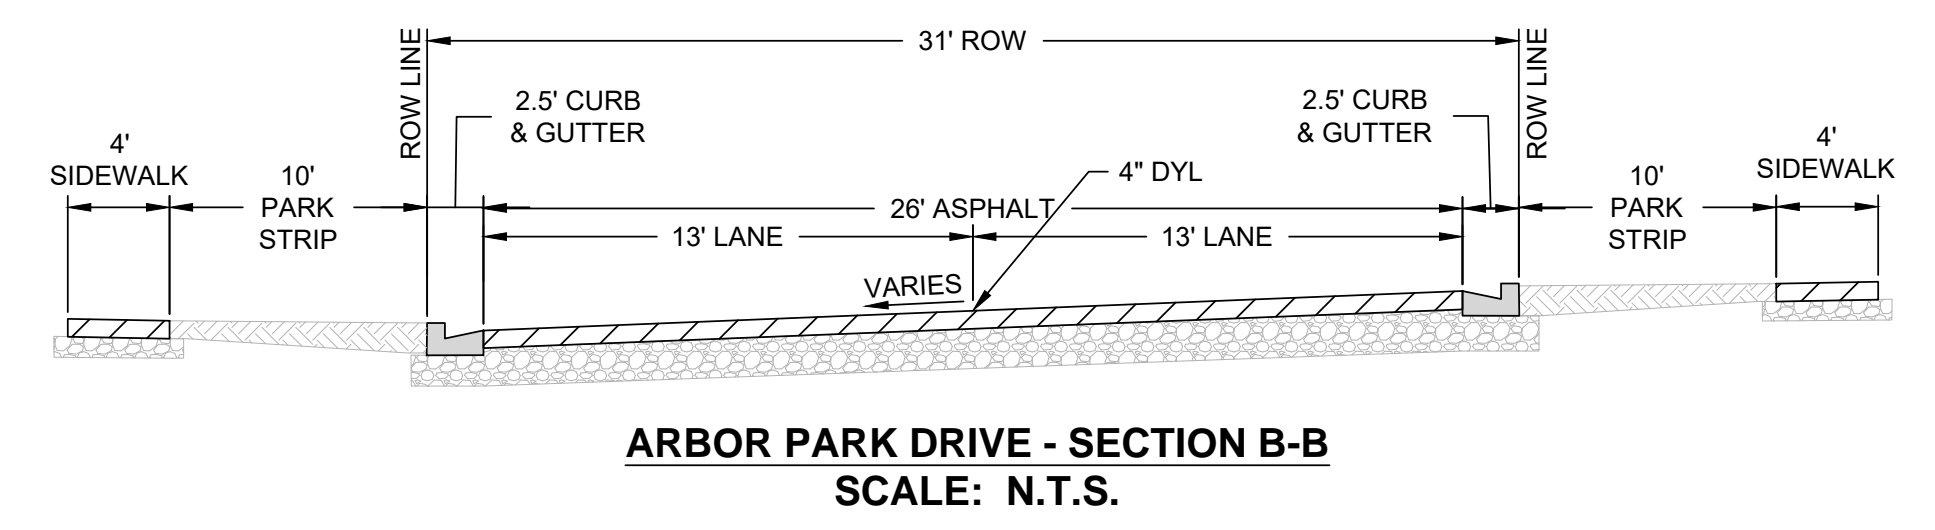 31' ROW
ROW LINE
ROW LINE
2.5' CURB
& GUTTER
2.5' CURB
& GUTTER
4'
SIDEWALK
10'
PARK
STRIP
4" DYL
26' ASPHALT
13' LANE
13' LANE
VARIES
10'
PARK
STRIP
4'
SIDEWALK
ARBOR PARK DRIVE - SECTION B-B
SCALE: N.T.S.